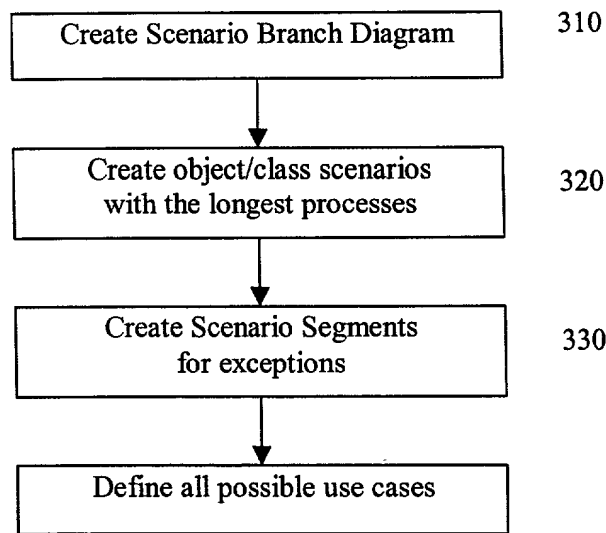 Create Scenario Branch Diagram
310
Create object/class scenarios
with the longest processes
320
Create Scenario Segments
for exceptions
330
Define all possible use cases